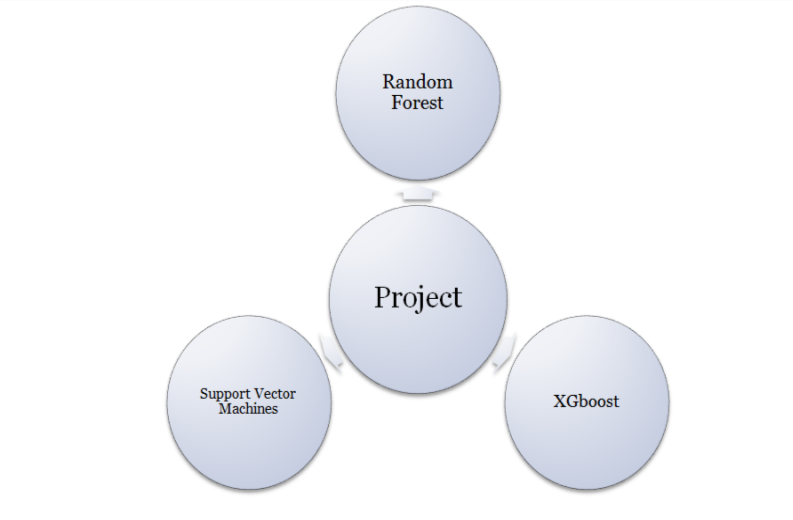 Random
Forest
Project
Support Vector
Machines
XGboost